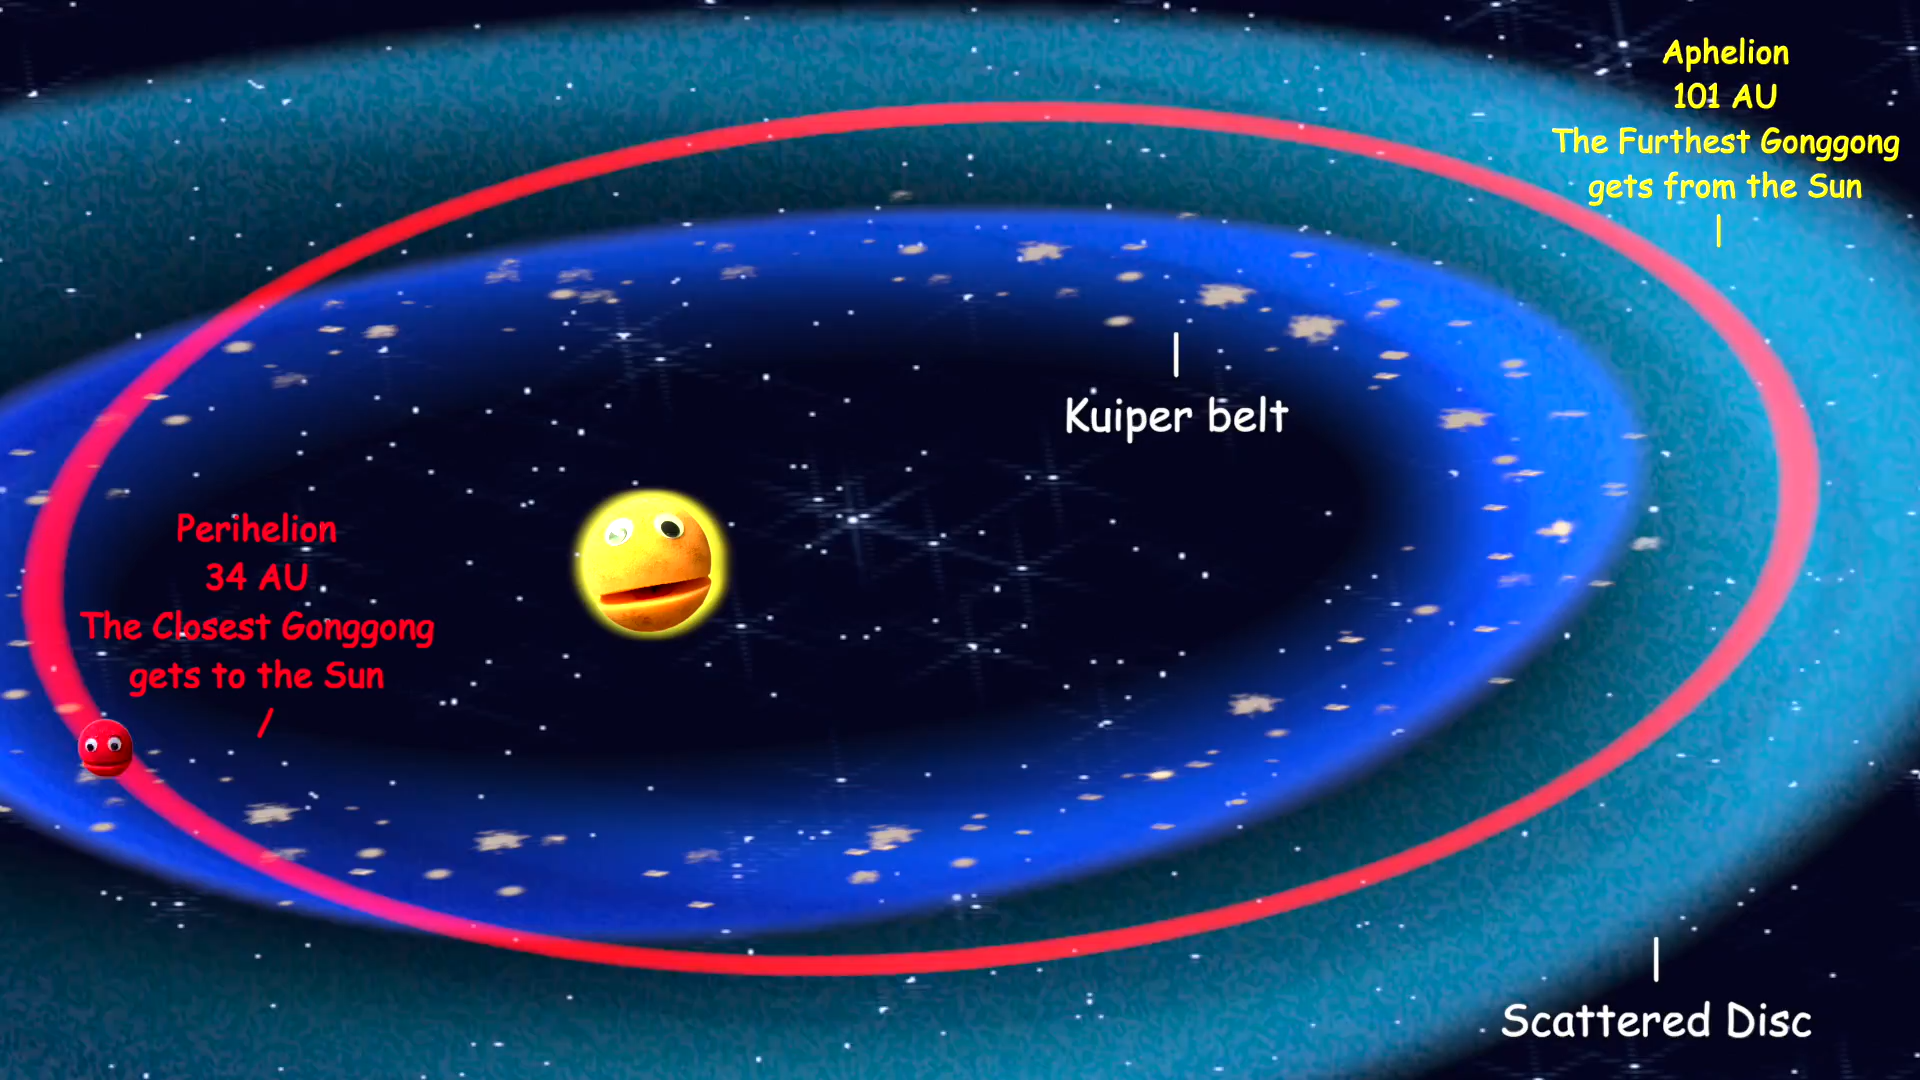 Aphelion
101 AU
The Furthest Gonggong
gets from the Sun
Kuiper belt
Perihelion
34 AU
The Closest Gonggong
gets to the Sun
Scattered Disc